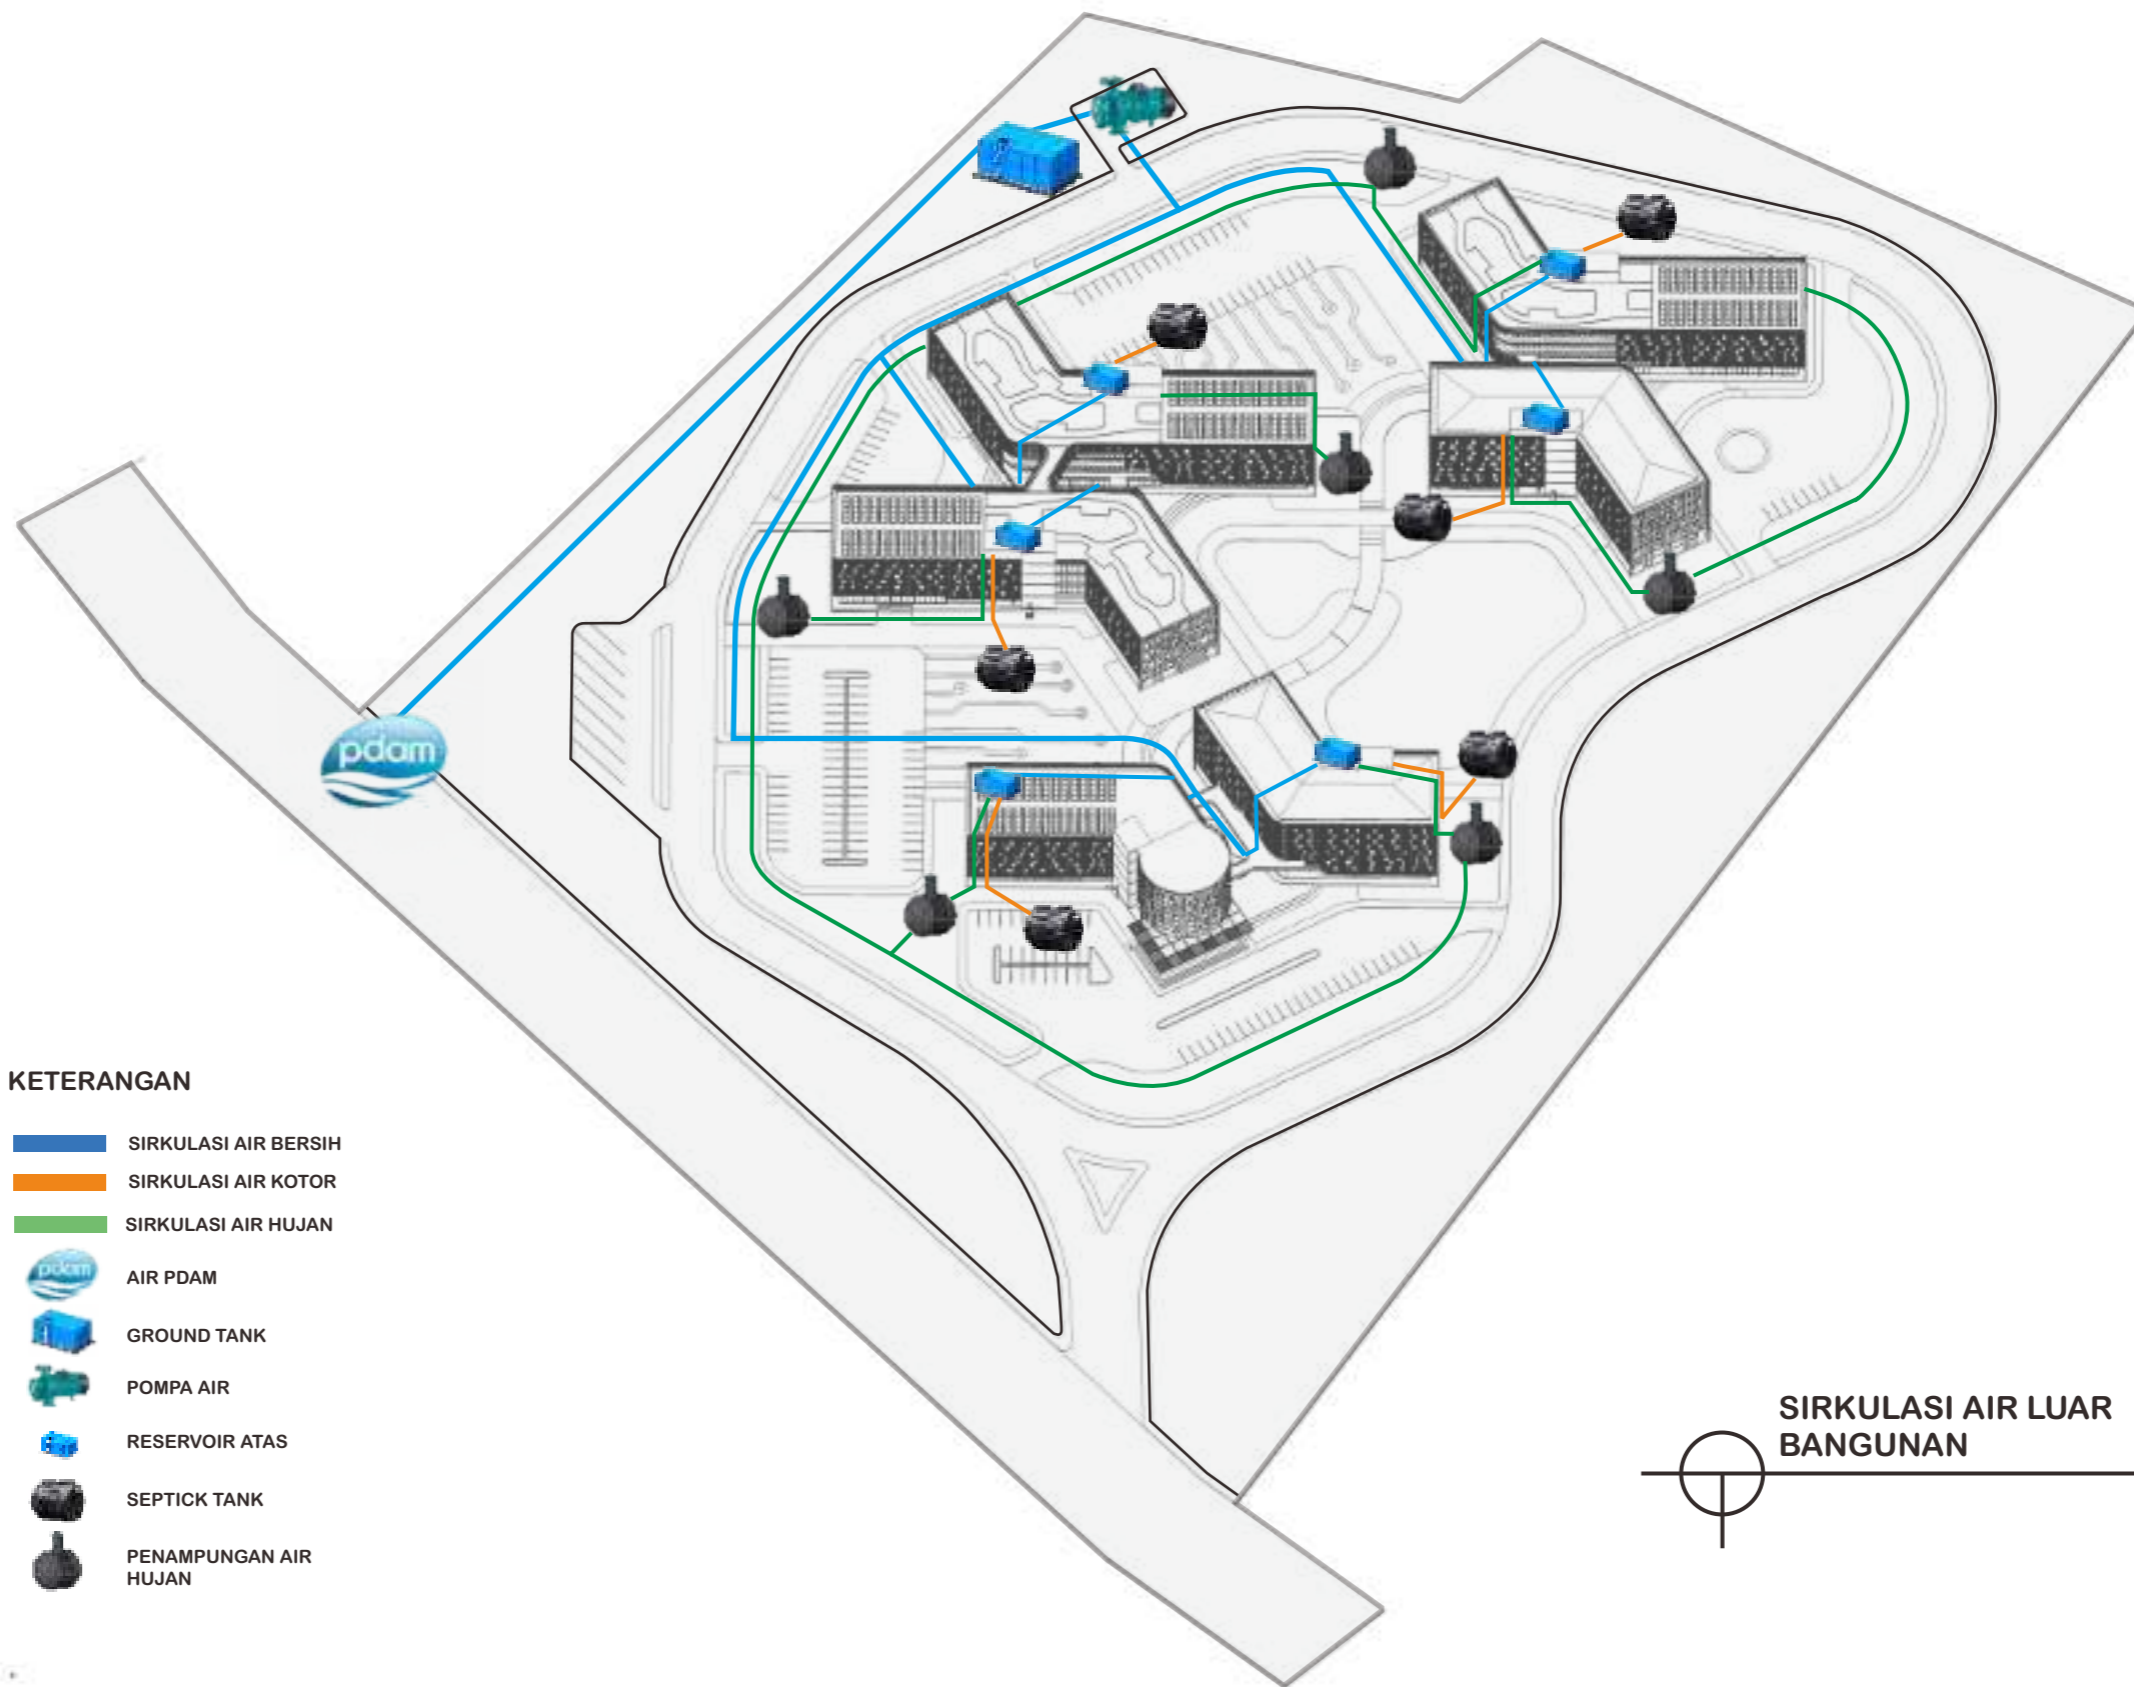 pdam
KETERANGAN
SIRKULASI AIR BERSIH
SIRKULASI AIR KOTOR
SIRKULASI AIR HUJAN
pdam
AIR PDAM
GROUND TANK
POMPA AIR
RESERVOIR ATAS
SEPTICK TANK
PENAMPUNGAN AIR
HUJAN
SIRKULASI AIR LUAR
BANGUNAN